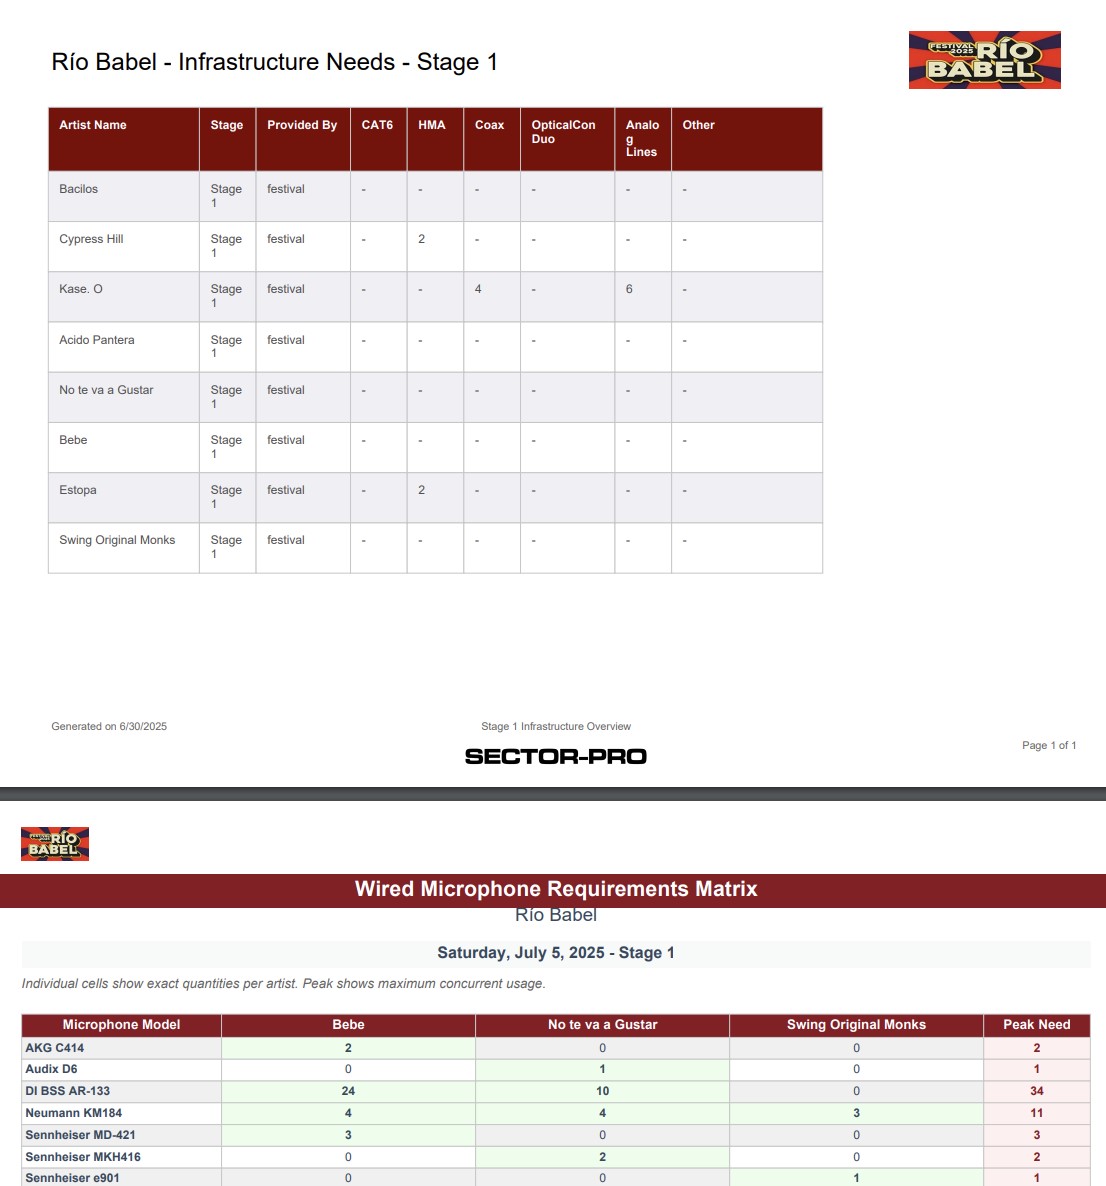 Río Babel - Infrastructure Needs - Stage 1
FESTIVAL 2025 RÍO BABEL
Artist Name Stage Provided By CAT6 HMA Coax OpticalCon Duo Analog Lines Other
Bacilos Stage 1 festival - - - - - -
Cypress Hill Stage 1 festival - 2 - - - -
Kase. O Stage 1 festival - - 4 - 6 -
Acido Pantera Stage 1 festival - - - - - -
No te va a Gustar Stage 1 festival - - - - - -
Bebe Stage 1 festival - - - - - -
Estopa Stage 1 festival - 2 - - - -
Swing Original Monks Stage 1 festival - - - - - -
Generated on 6/30/2025 Stage 1 Infrastructure Overview
Page 1 of 1
SECTOR-PRO
FESTIVAL 2025 RÍO BABEL
Wired Microphone Requirements Matrix
Río Babel
Saturday, July 5, 2025 - Stage 1
Individual cells show exact quantities per artist. Peak shows maximum concurrent usage.
Microphone Model Bebe No te va a Gustar Swing Original Monks Peak Need
AKG C414 2 0 0 2
Audix D6 0 1 0 1
DI BSS AR-133 24 10 0 34
Neumann KM184 4 4 3 11
Sennheiser MD-421 3 0 0 3
Sennheiser MKH416 0 2 0 2
Sennheiser e901 0 0 1 1